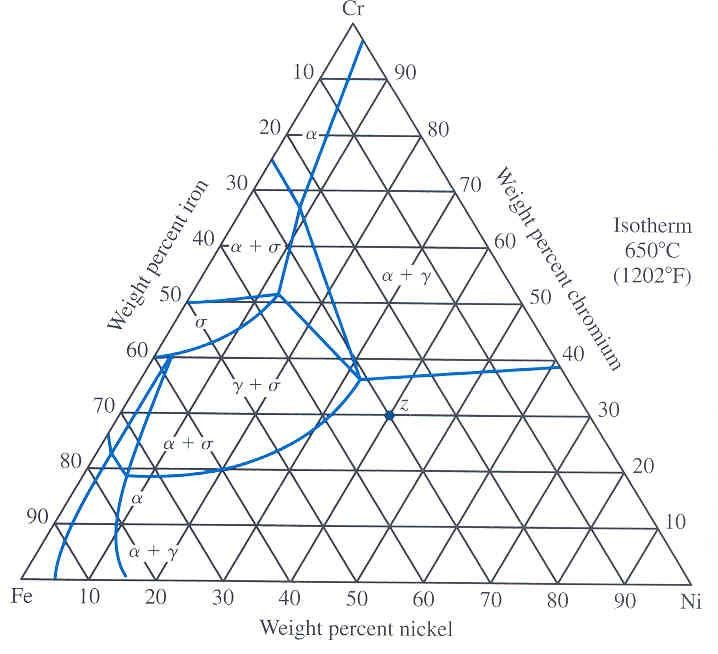 Cr
10 90
20 α 80
30 70
40 α + σ 60
α + γ
50 50
σ
60 40
γ + σ
70 z 30
α + σ
80 20
α
90 10
α + γ
Fe 10 20 30 40 50 60 70 80 90 Ni
Weight percent nickel
Weight percent iron
Weight percent chromium
Isotherm
650°C
(1202°F)